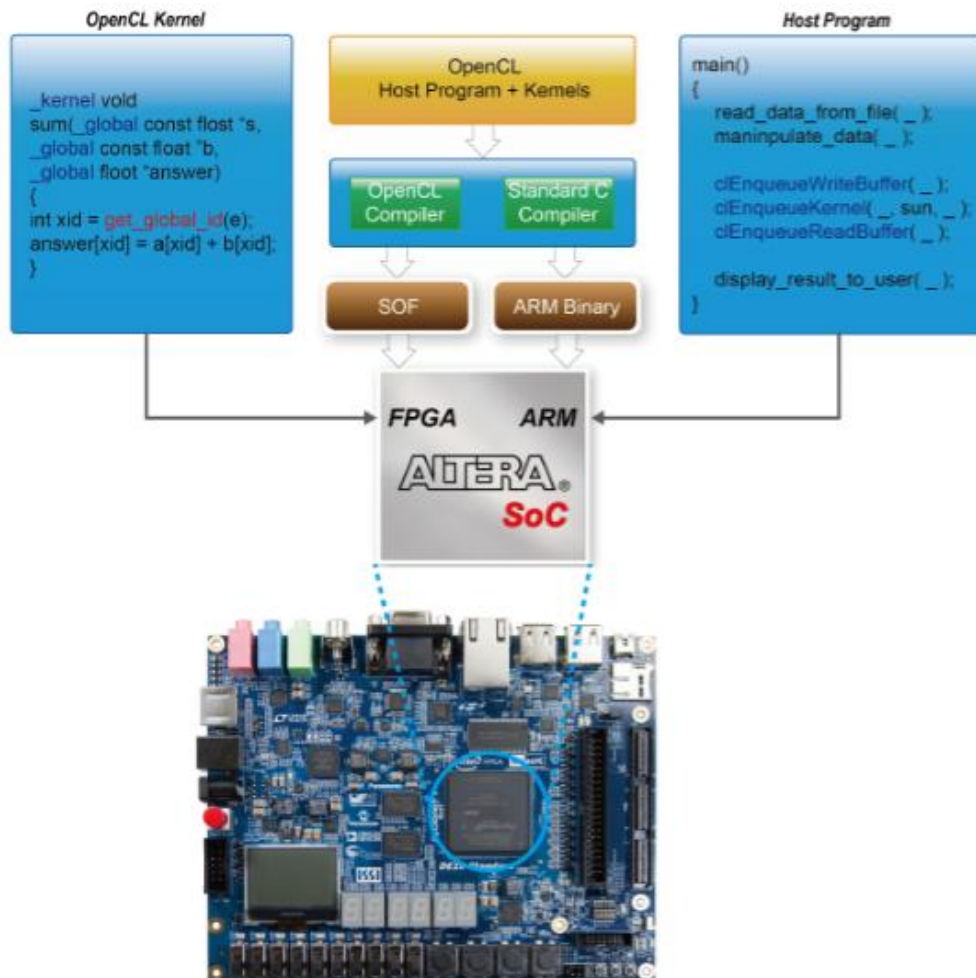 OpenCL Kernel
_kernel void
sum(_global const flost *s,
_global const float *b,
_global floot *answer)
{
int xid = get_global_id(e);
answer[xid] = a[xid] + b[xid];
}
OpenCL
Host Program + Kernels
OpenCL
Compiler
Standard C
Compiler
SOF
ARM Binary
Host Program
main()
{
read_data_from_file( _ );
maninpulate_data( _ );
clEnqueueWriteBuffer( _ );
clEnqueueKernel( _, sun, _ );
clEnqueueReadBuffer( _ );
display_result_to_user( _ );
}
FPGA
ARM
ALTERA®
SoC
ISSI